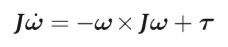 Jω̇ = −ω × Jω + τ